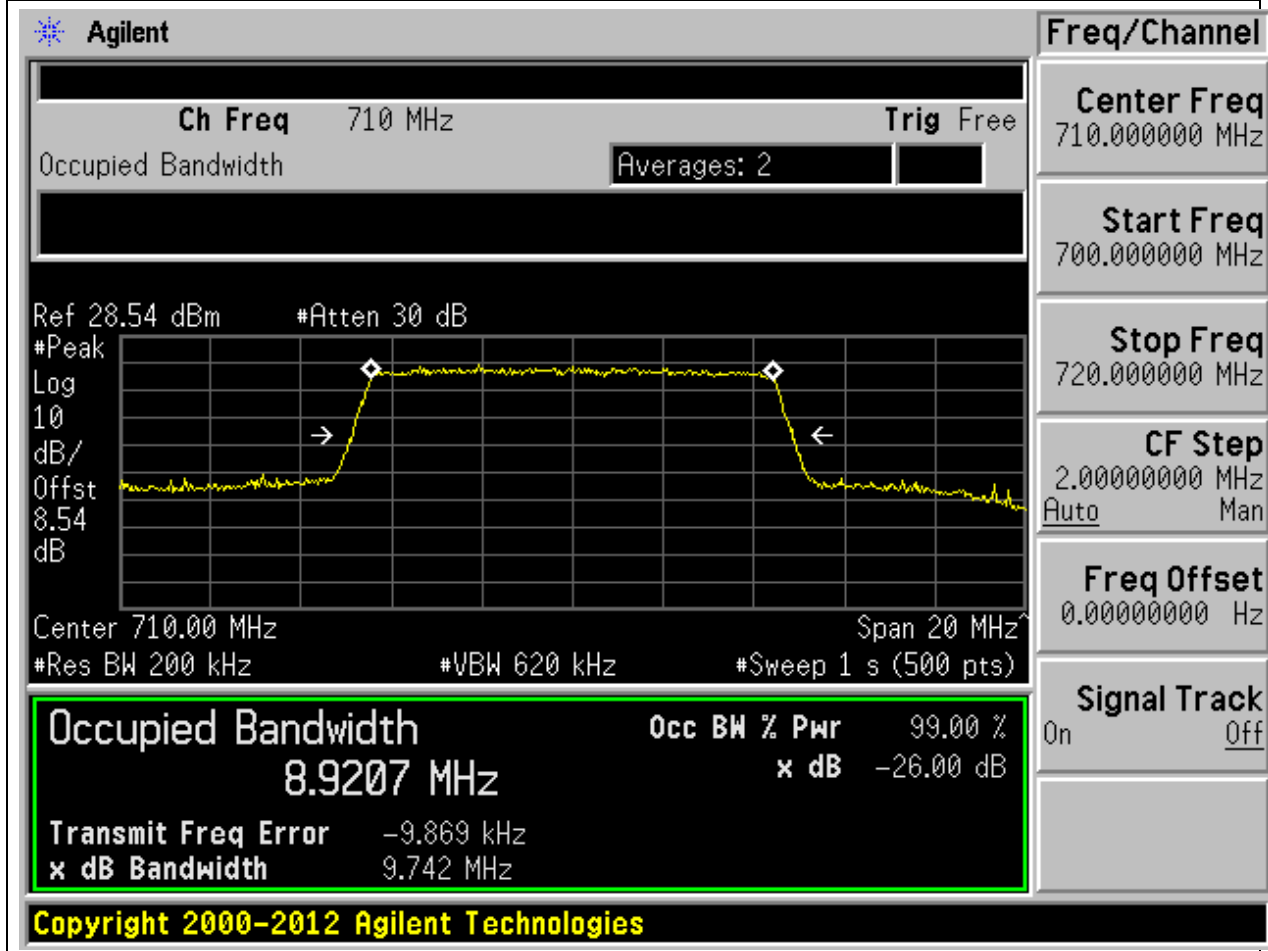 Agilent
Freq/Channel
Ch Freq 710 MHz Trig Free
Occupied Bandwidth Averages: 2
Center Freq
710.000000 MHz
Start Freq
700.000000 MHz
Stop Freq
720.000000 MHz
CF Step
2.00000000 MHz
Auto Man
Freq Offset
0.00000000 Hz
Signal Track
On Off
Ref 28.54 dBm #Atten 30 dB
#Peak
Log
10
dB/
Offst
8.54
dB
Center 710.00 MHz Span 20 MHz^
#Res BW 200 kHz #VBW 620 kHz #Sweep 1 s (500 pts)
Occupied Bandwidth Occ BW % Pwr 99.00 %
8.9207 MHz x dB -26.00 dB
Transmit Freq Error -9.869 kHz
x dB Bandwidth 9.742 MHz
Copyright 2000-2012 Agilent Technologies